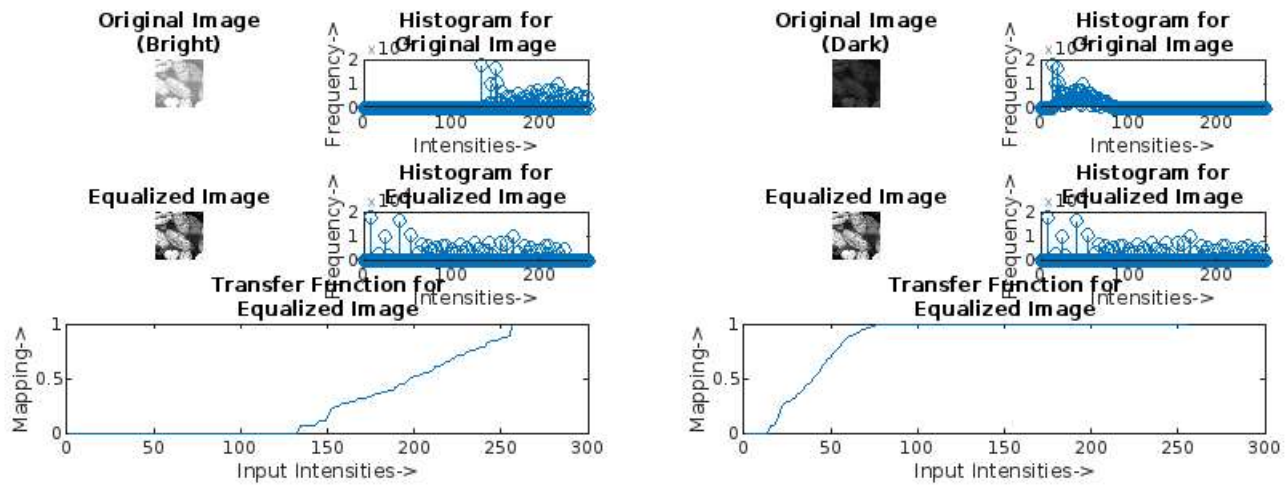 Original Image
(Bright)
Histogram for
Original Image
×10
Frequency->
2
1
0
0
100
200
Intensities->
Equalized Image
Histogram for
Equalized Image
×10
Frequency->
2
1
0
0
100
200
Intensities->
Transfer Function for
Equalized Image
Mapping->
1
0.5
0
0 50 100 150 200 250 300
Input Intensities->
Original Image
(Dark)
Histogram for
Original Image
×10
Frequency->
2
1
0
0 100 200
Intensities->
Equalized Image
Histogram for
Equalized Image
×10
Frequency->
2
1
0
0 100 200
Intensities->
Transfer Function for
Equalized Image
Mapping->
1
0.5
0
0 50 100 150 200 250 300
Input Intensities->